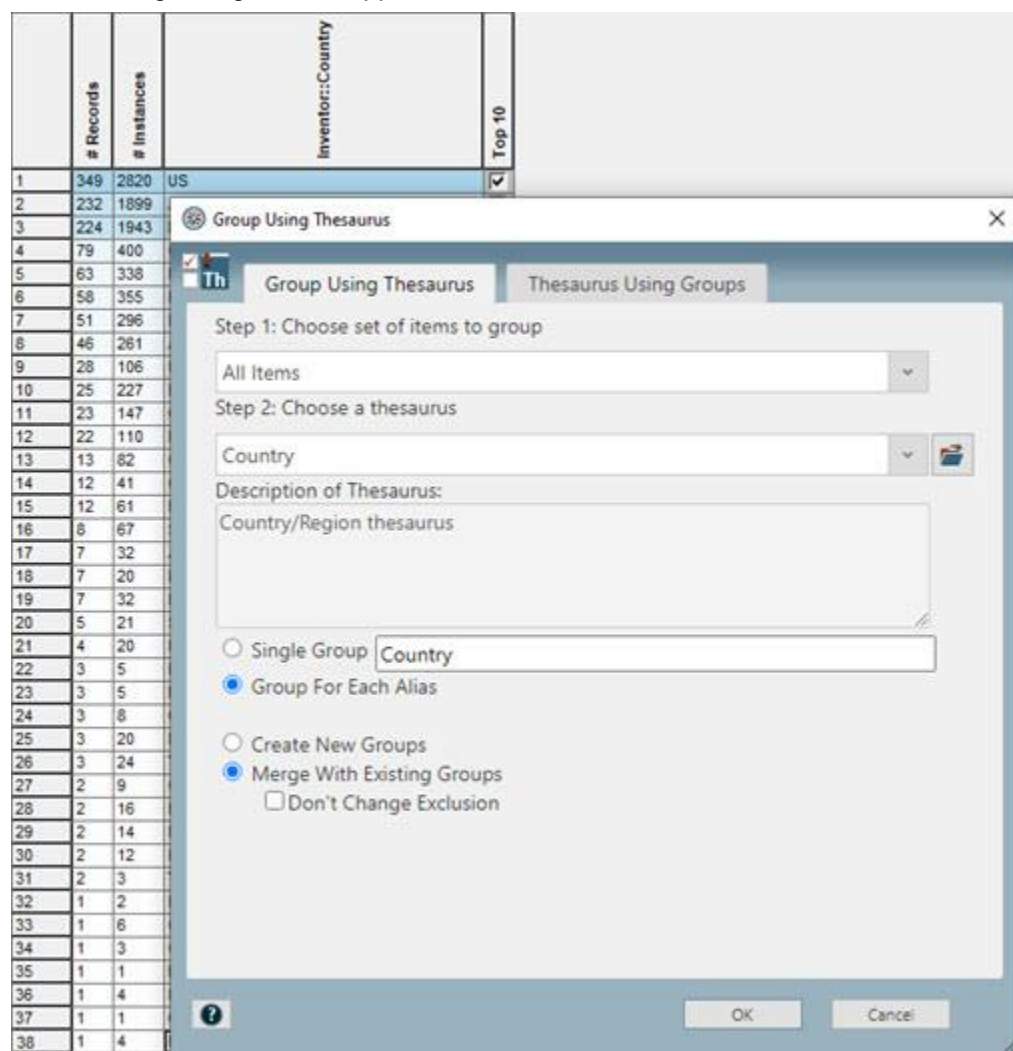 # Records # Instances Inventor::Country Top 10
1 349 2820 US
2 232 1899
3 224 1943
4 79 400
5 63 338
6 58 355
7 51 296
8 46 261
9 28 106
10 25 227
11 23 147
12 22 110
13 13 82
14 12 41
15 12 61
16 8 67
17 7 32
18 7 20
19 7 32
20 5 21
21 4 20
22 3 5
23 3 5
24 3 8
25 3 20
26 3 24
27 2 9
28 2 16
29 2 14
30 2 12
31 2 3
32 1 2
33 1 6
34 1 3
35 1 1
36 1 4
37 1 1
38 1 4
Group Using Thesaurus
Th
Group Using Thesaurus Thesaurus Using Groups
Step 1: Choose set of items to group
All Items
Step 2: Choose a thesaurus
Country
Description of Thesaurus:
Country/Region thesaurus
Single Group Country
Group For Each Alias
Create New Groups
Merge With Existing Groups
Don't Change Exclusion
? OK Cancel